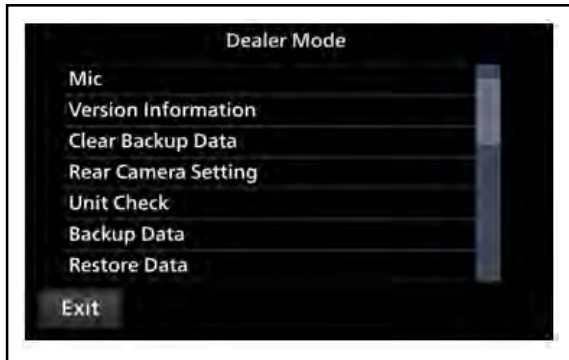 Dealer Mode
Mic
Version Information
Clear Backup Data
Rear Camera Setting
Unit Check
Backup Data
Restore Data
Exit